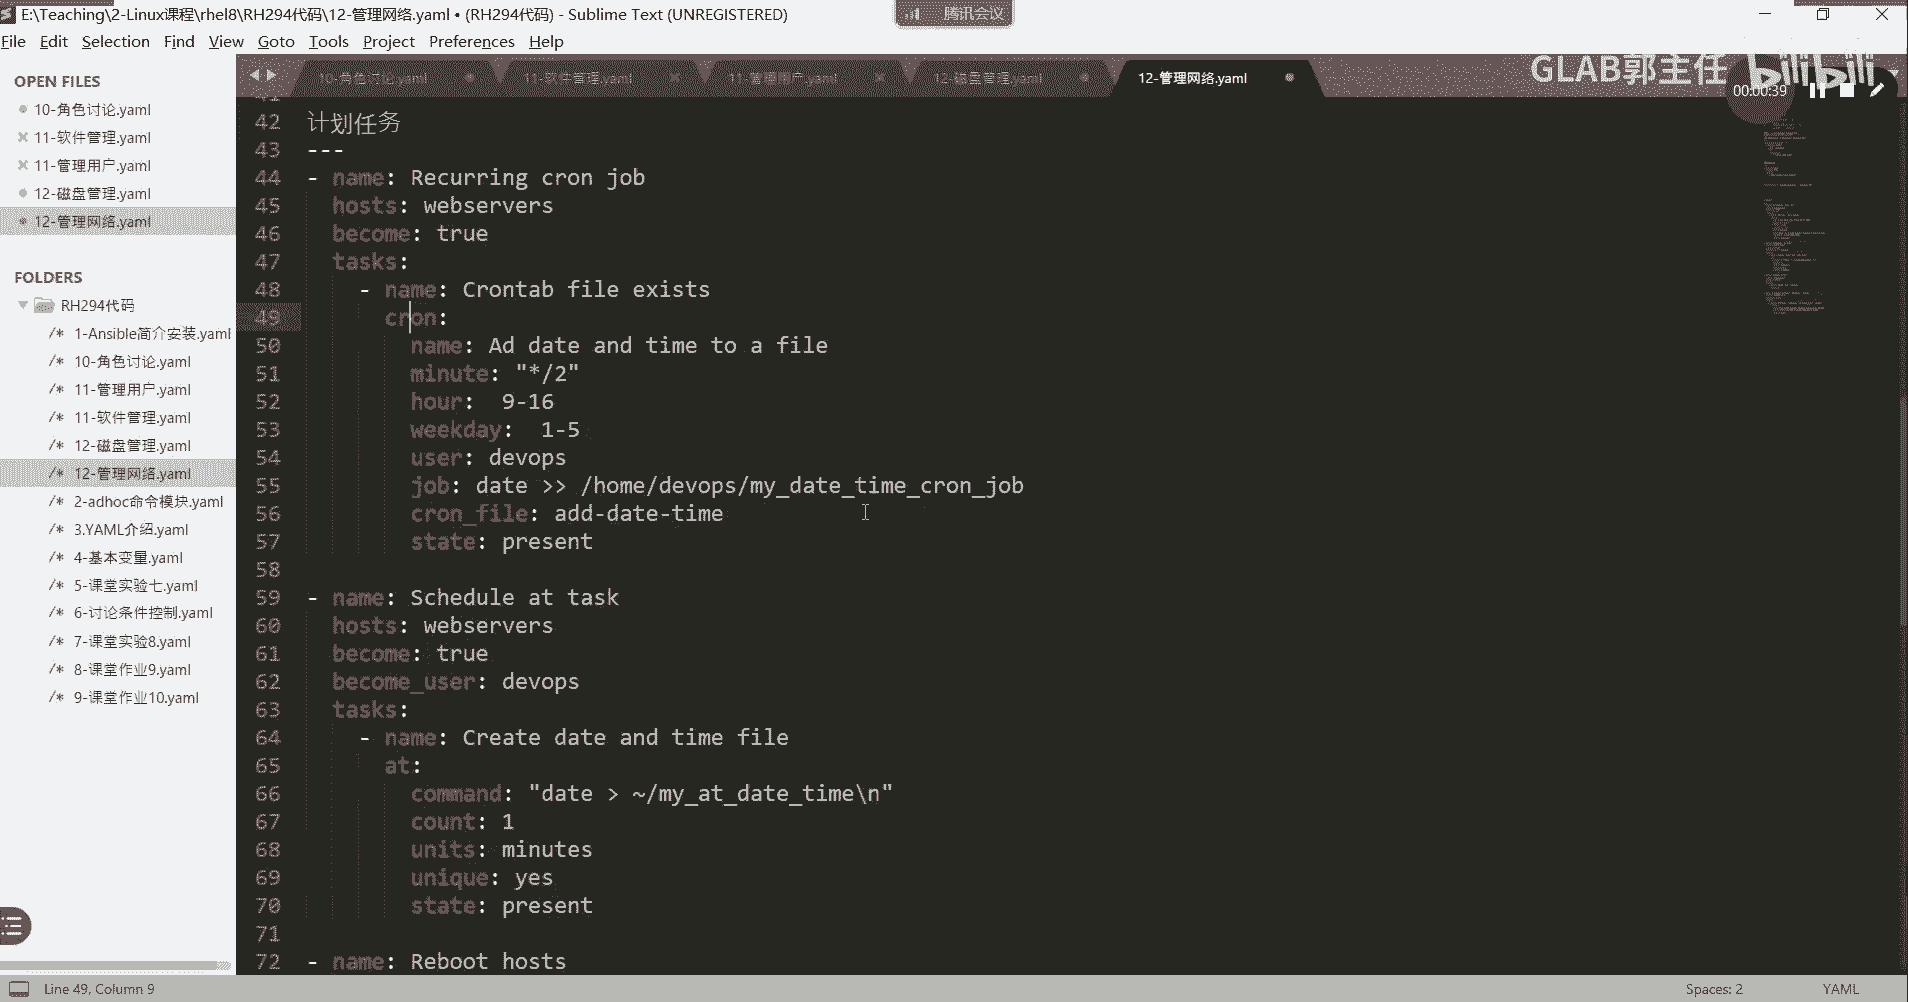 E:\Teaching\2-Linux课程\rhel8\RH294代码\12-管理网络.yaml • (RH294代码) - Sublime Text (UNREGISTERED)
腾讯会议
File Edit Selection Find View Goto Tools Project Preferences Help
GLAB郭主任 bilibili
00:00:39
OPEN FILES
10-角色讨论.yaml
11-软件管理.yaml
11-管理用户.yaml
12-磁盘管理.yaml
12-管理网络.yaml
FOLDERS
RH294代码
/* 1-Ansible简介安装.yaml
/* 10-角色讨论.yaml
/* 11-管理用户.yaml
/* 11-软件管理.yaml
/* 12-磁盘管理.yaml
/* 12-管理网络.yaml
/* 2-adhoc命令模块.yaml
/* 3.YAML介绍.yaml
/* 4-基本变量.yaml
/* 5-课堂实验七.yaml
/* 6-讨论条件控制.yaml
/* 7-课堂实验8.yaml
/* 8-课堂作业9.yaml
/* 9-课堂作业10.yaml
10-角色讨论.yaml 11-软件管理.yaml 11-管理用户.yaml 12-磁盘管理.yaml 12-管理网络.yaml
42 计划任务
43 ---
44 - name: Recurring cron job
45 hosts: webservers
46 become: true
47 tasks:
48 - name: Crontab file exists
49 cron:
50 name: Ad date and time to a file
51 minute: "*/2"
52 hour: 9-16
53 weekday: 1-5
54 user: devops
55 job: date >> /home/devops/my_date_time_cron_job
56 cron_file: add-date-time
57 state: present
58
59 - name: Schedule at task
60 hosts: webservers
61 become: true
62 become_user: devops
63 tasks:
64 - name: Create date and time file
65 at:
66 command: "date > ~/my_at_date_time\n"
67 count: 1
68 units: minutes
69 unique: yes
70 state: present
71
72 - name: Reboot hosts
Line 49, Column 9
Spaces: 2
YAML